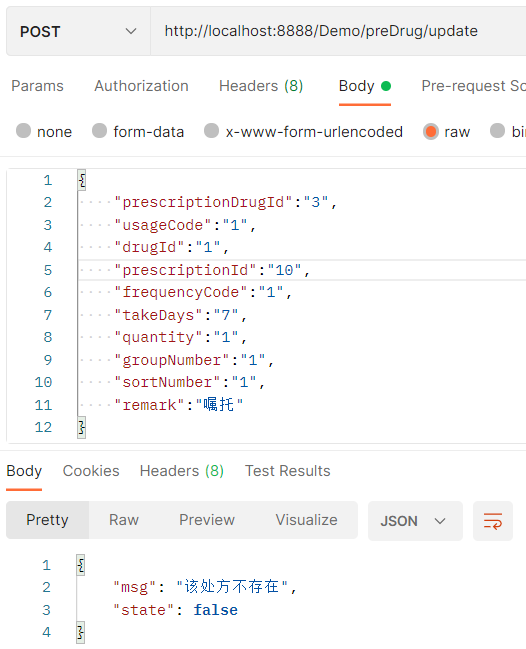 POST http://localhost:8888/Demo/preDrug/update
Params Authorization Headers (8) Body Pre-request Sc
none form-data x-www-form-urlencoded raw bi
1 {
2 "prescriptionDrugId":"3",
3 "usageCode":"1",
4 "drugId":"1",
5 "prescriptionId":"10",
6 "frequencyCode":"1",
7 "takeDays":"7",
8 "quantity":"1",
9 "groupNumber":"1",
10 "sortNumber":"1",
11 "remark":"嘱托"
12 }
Body Cookies Headers (8) Test Results
Pretty Raw Preview Visualize JSON
1 {
2 "msg": "该处方不存在",
3 "state": false
4 }